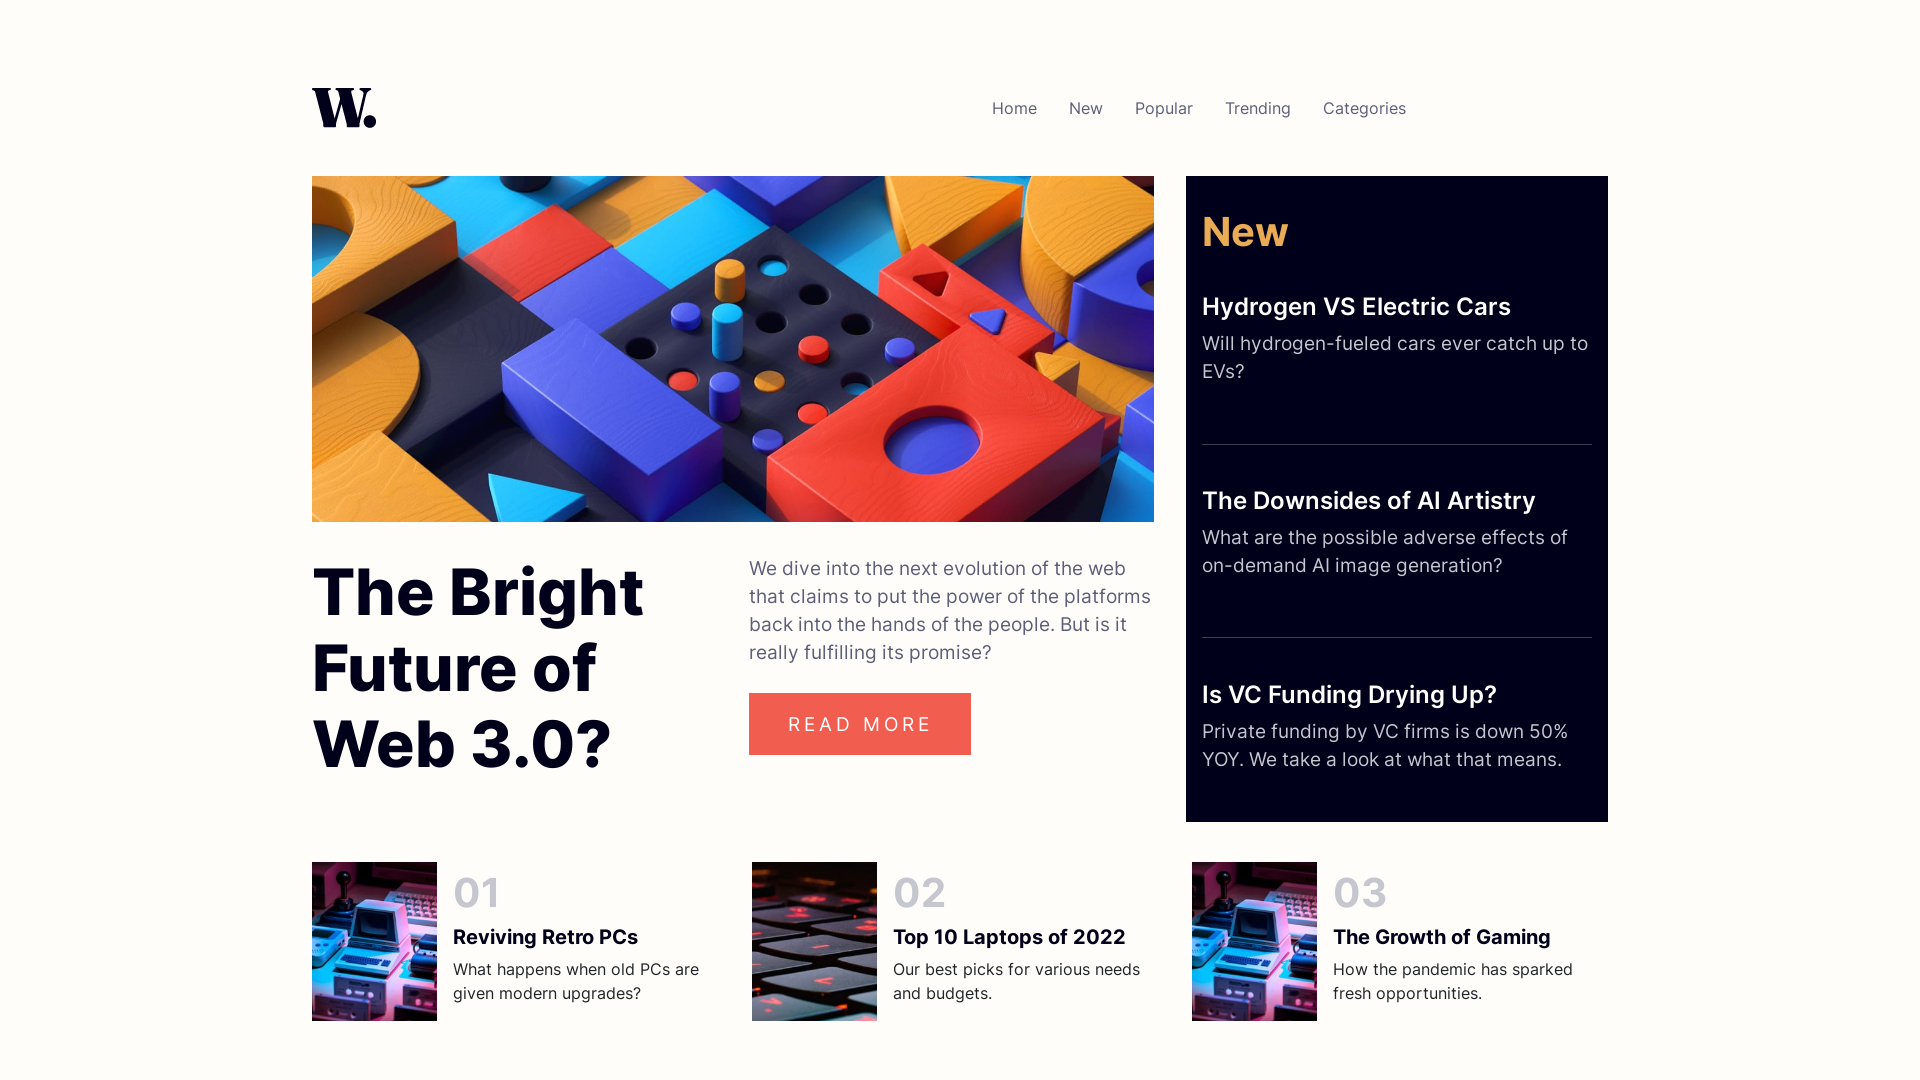 W.
Home New Popular Trending Categories
The Bright
Future of
Web 3.0?
We dive into the next evolution of the web
that claims to put the power of the platforms
back into the hands of the people. But is it
really fulfilling its promise?
READ MORE
New
Hydrogen VS Electric Cars
Will hydrogen-fueled cars ever catch up to
EVs?
The Downsides of AI Artistry
What are the possible adverse effects of
on-demand AI image generation?
Is VC Funding Drying Up?
Private funding by VC firms is down 50%
YOY. We take a look at what that means.
01
Reviving Retro PCs
What happens when old PCs are
given modern upgrades?
02
Top 10 Laptops of 2022
Our best picks for various needs
and budgets.
03
The Growth of Gaming
How the pandemic has sparked
fresh opportunities.